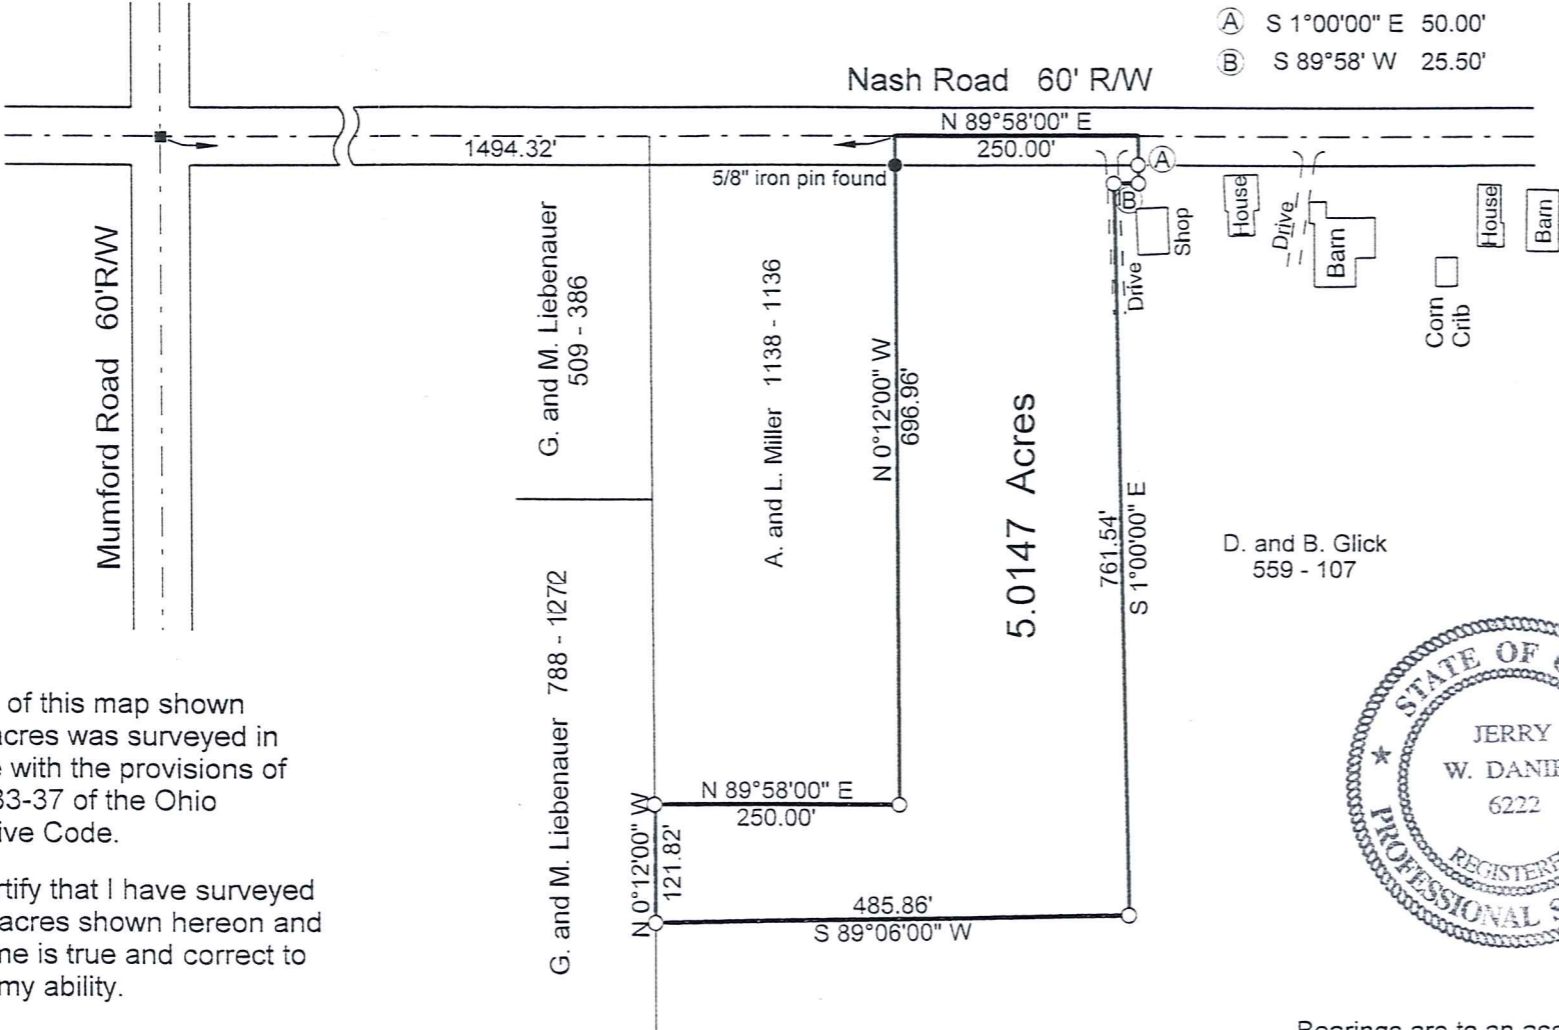 Ⓐ S 1°00'00" E 50.00'
Ⓑ S 89°58' W 25.50'
Nash Road 60' R/W
N 89°58'00" E
250.00'
1494.32'
5/8" iron pin found
A
B
Mumford Road 60'R/W
G. and M. Liebenauer
509 - 386
A. and L. Miller 1138 - 1136
N 0°12'00" W
696.96'
5.0147 Acres
761.54'
S 1°00'00" E
Drive
Shop
House
Drive
Barn
Corn
Crib
House
Barn
D. and B. Glick
559 - 107
G. and M. Liebenauer 788 - 1272
N 89°58'00" E
250.00'
N 0°12'00" W
121.82'
485.86'
S 89°06'00" W
of this map shown
acres was surveyed in
with the provisions of
33-37 of the Ohio
ive Code.
rtify that I have surveyed
acres shown hereon and
me is true and correct to
my ability.
STATE OF
JERRY
W. DANIE
6222
REGISTERE
PROFESSIONAL S
Bearings are to an ass